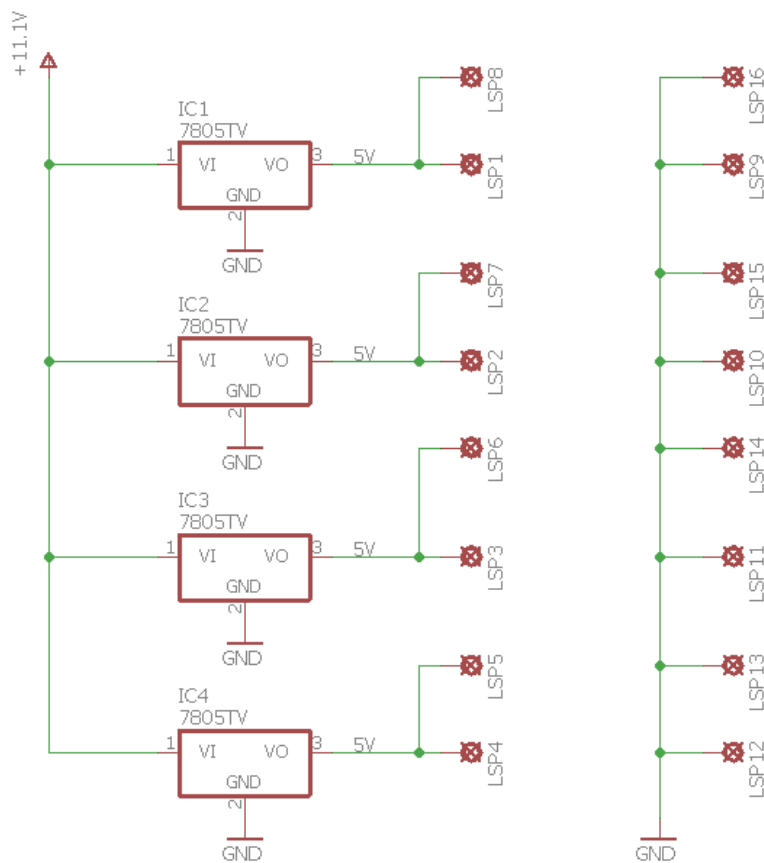 +11.1V
IC1
7805TV
1
VI
VO
3
GND
2
GND
5V
LSP8
LSP1
IC2
7805TV
1
VI
VO
3
GND
2
GND
5V
LSP7
LSP2
IC3
7805TV
1
VI
VO
3
GND
2
GND
5V
LSP6
LSP3
IC4
7805TV
1
VI
VO
3
GND
2
GND
5V
LSP5
LSP4
LSP16
LSP9
LSP15
LSP10
LSP14
LSP11
LSP13
LSP12
GND